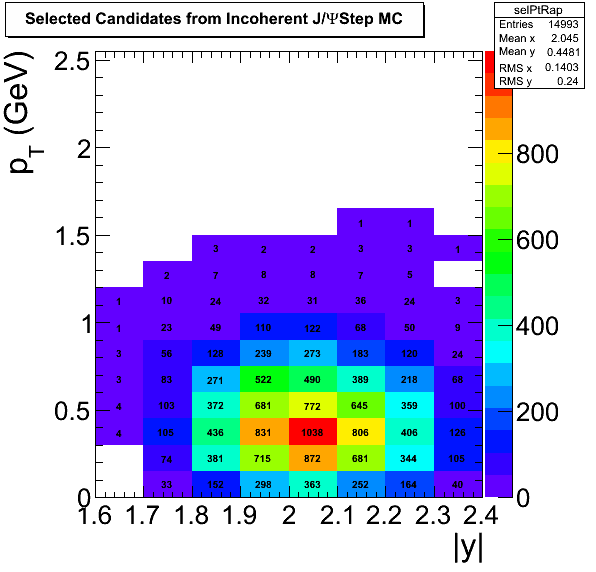 Selected Candidates from Incoherent J/ΨStep MC
selPtRap
Entries 14993
Mean x 2.045
Mean y 0.4481
RMS x 0.1403
RMS y 0.24
p_T (GeV)
2.5
2
1.5
1
0.5
0
1 1
3 2 2 3 3 1
2 7 8 8 7 5
1 10 24 32 31 36 24 3
1 23 49 110 122 68 50 9
3 56 128 239 273 183 120 24
3 83 271 522 490 389 218 68
4 103 372 681 772 645 359 100
4 105 436 831 1038 806 406 126
74 381 715 872 681 344 105
33 152 298 363 252 164 40
1.6 1.7 1.8 1.9 2 2.1 2.2 2.3 2.4
|y|
800
600
400
200
0